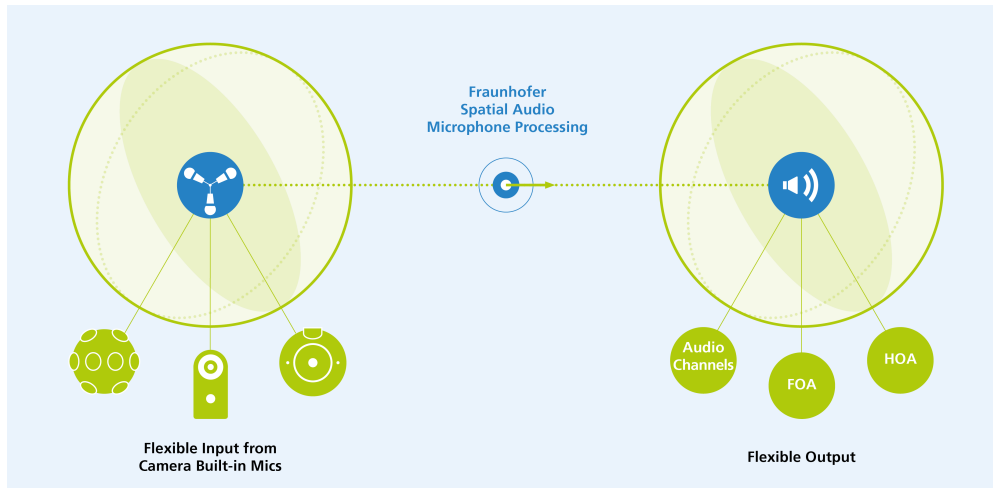 Fraunhofer
Spatial Audio
Microphone Processing
Audio
Channels
FOA
HOA
Flexible Input from
Camera Built-in Mics
Flexible Output